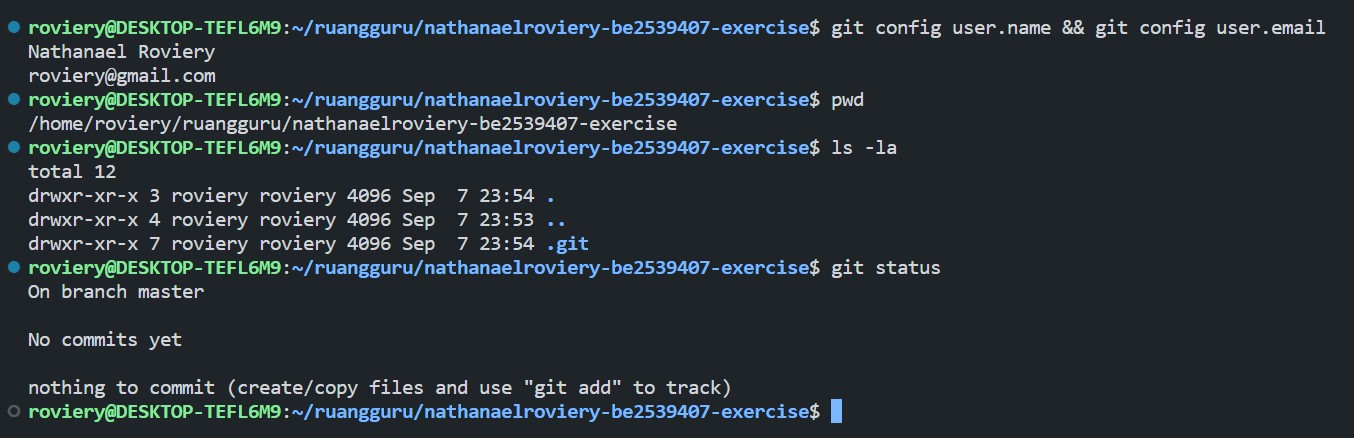 roviery@DESKTOP-TEFL6M9:~/ruangguru/nathanaelroviery-be2539407-exercise$ git config user.name && git config user.email
Nathanael Roviery
roviery@gmail.com
roviery@DESKTOP-TEFL6M9:~/ruangguru/nathanaelroviery-be2539407-exercise$ pwd
/home/roviery/ruangguru/nathanaelroviery-be2539407-exercise
roviery@DESKTOP-TEFL6M9:~/ruangguru/nathanaelroviery-be2539407-exercise$ ls -la
total 12
drwxr-xr-x 3 roviery roviery 4096 Sep  7 23:54 .
drwxr-xr-x 4 roviery roviery 4096 Sep  7 23:53 ..
drwxr-xr-x 7 roviery roviery 4096 Sep  7 23:54 .git
roviery@DESKTOP-TEFL6M9:~/ruangguru/nathanaelroviery-be2539407-exercise$ git status
On branch master
No commits yet
nothing to commit (create/copy files and use "git add" to track)
roviery@DESKTOP-TEFL6M9:~/ruangguru/nathanaelroviery-be2539407-exercise$